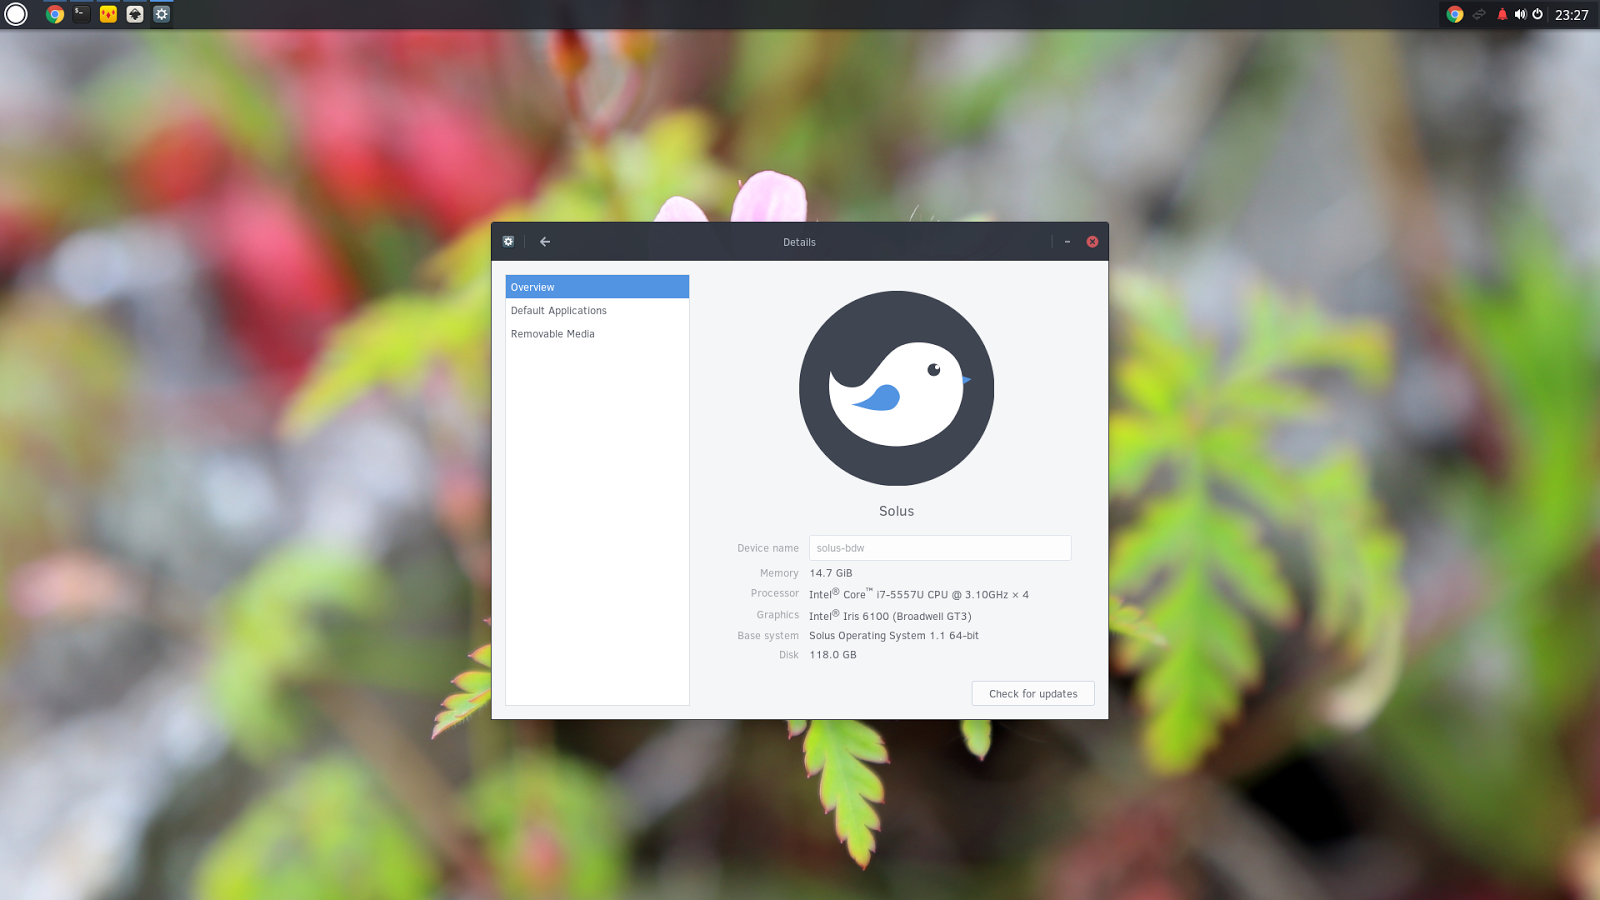 23:27
Details
Overview
Default Applications
Removable Media
Solus
Device name solus-bdw
Memory 14.7 GiB
Processor Intel® Core™ i7-5557U CPU @ 3.10GHz × 4
Graphics Intel® Iris 6100 (Broadwell GT3)
Base system Solus Operating System 1.1 64-bit
Disk 118.0 GB
Check for updates